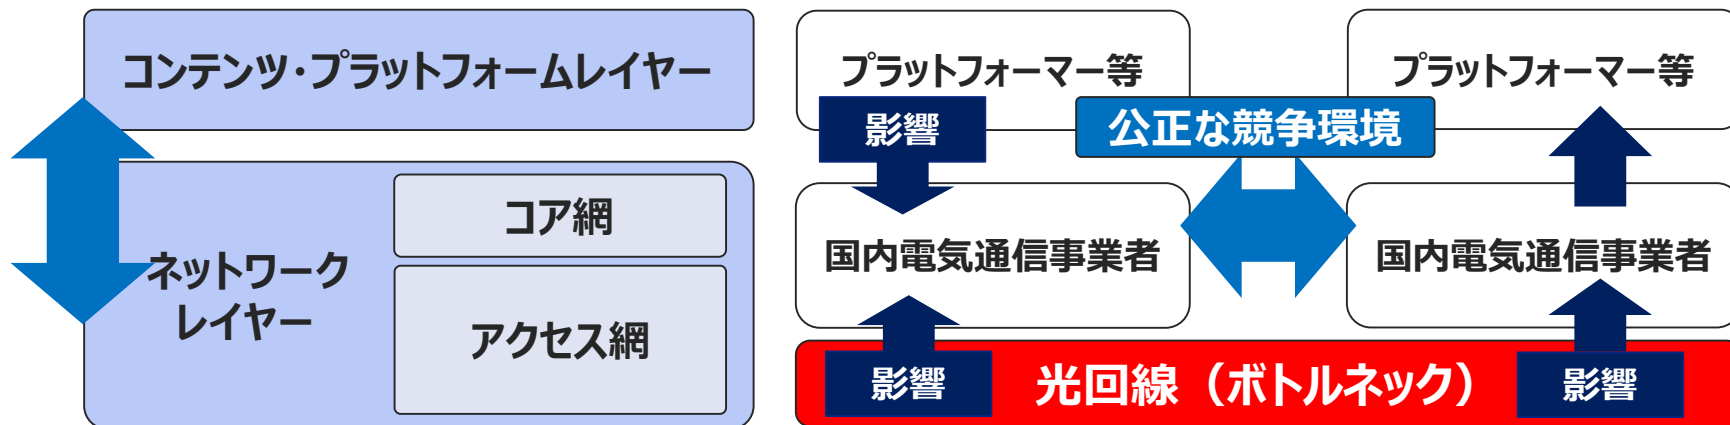 コンテンツ・プラットフォームレイヤー
ネットワーク
レイヤー
コア網
アクセス網
プラットフォーマー等
プラットフォーマー等
影響
公正な競争環境
国内電気通信事業者
国内電気通信事業者
影響
光回線（ボトルネック）
影響